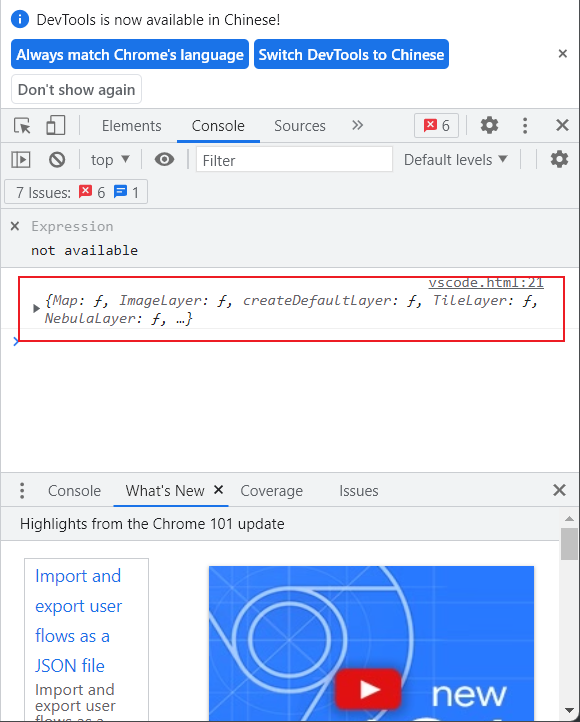 DevTools is now available in Chinese!
Always match Chrome's language Switch DevTools to Chinese
Don't show again
Elements Console Sources 6
top Filter Default levels
7 Issues: 6 1
Expression
not available
vscode.html:21
{Map: ƒ, ImageLayer: ƒ, createDefaultLayer: ƒ, TileLayer: ƒ,
NebulaLayer: ƒ, …}
Console What's New Coverage Issues
Highlights from the Chrome 101 update
Import and
export user
flows as a
JSON file
Import and
export user
flows as a
new